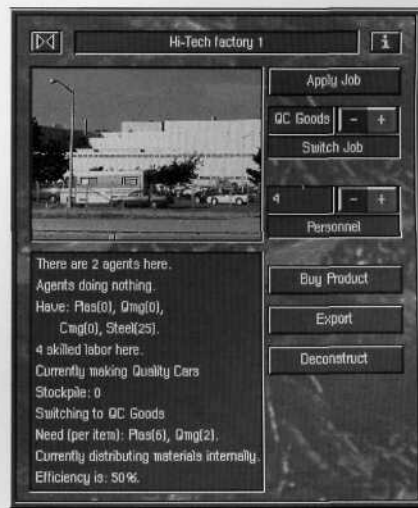 Hi-Tech factory 1
i
Apply Job
QC Goods - +
Switch Job
4 - +
Personnel
Buy Product
Export
Deconstruct
There are 2 agents here.
Agents doing nothing.
Have: Plas(0), Qmg(0),
Cmg(0), Steel(25).
4 skilled labor here.
Currently making Quality Cars
Stockpile: 0
Switching to QC Goods
Need (per item): Plas(6), Qmg(2).
Currently distributing materials internally.
Efficiency is: 50%.